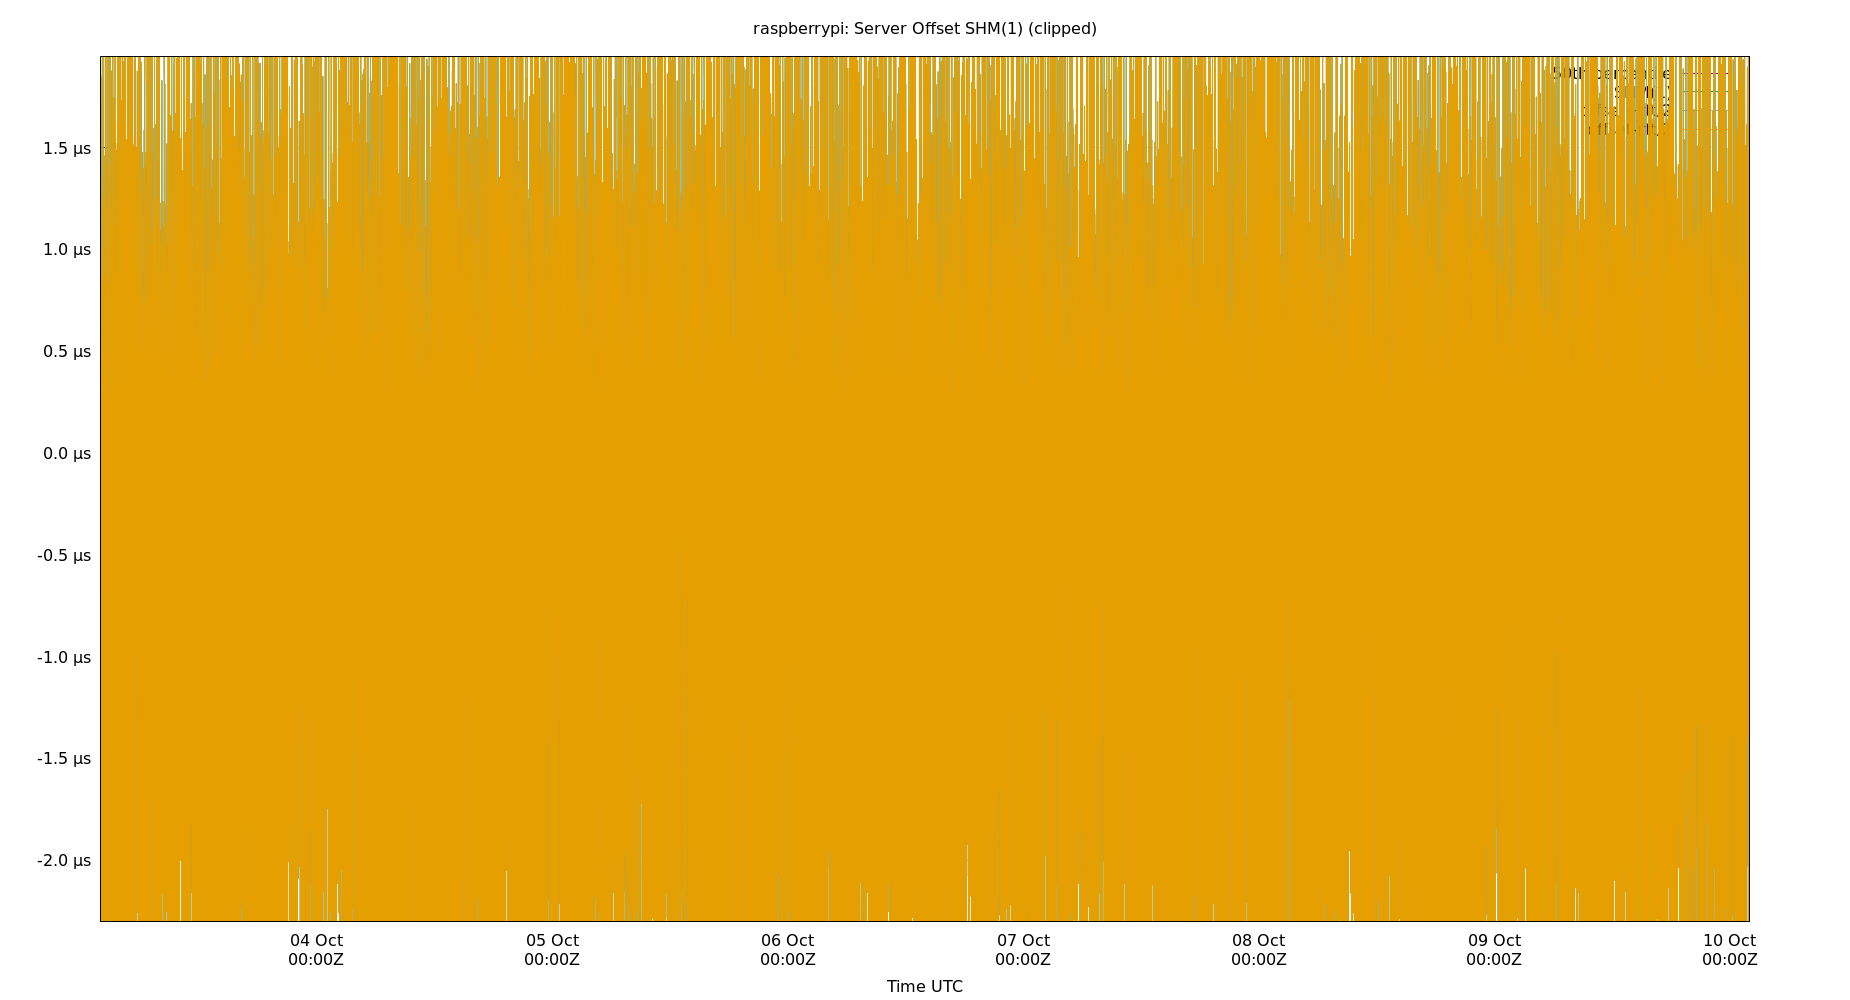 raspberrypi: Server Offset SHM(1) (clipped)
1.5 µs
1.0 µs
0.5 µs
0.0 µs
-0.5 µs
-1.0 µs
-1.5 µs
-2.0 µs
04 Oct 05 Oct 06 Oct 07 Oct 08 Oct 09 Oct 10 Oct
00:00Z 00:00Z 00:00Z 00:00Z 00:00Z 00:00Z 00:00Z
Time UTC